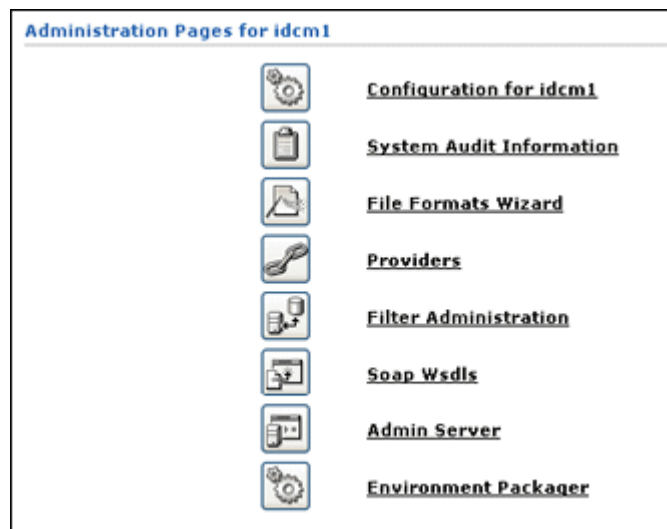 Administration Pages for idcm1
Configuration for idcm1
System Audit Information
File Formats Wizard
Providers
Filter Administration
Soap Wsdls
Admin Server
Environment Packager